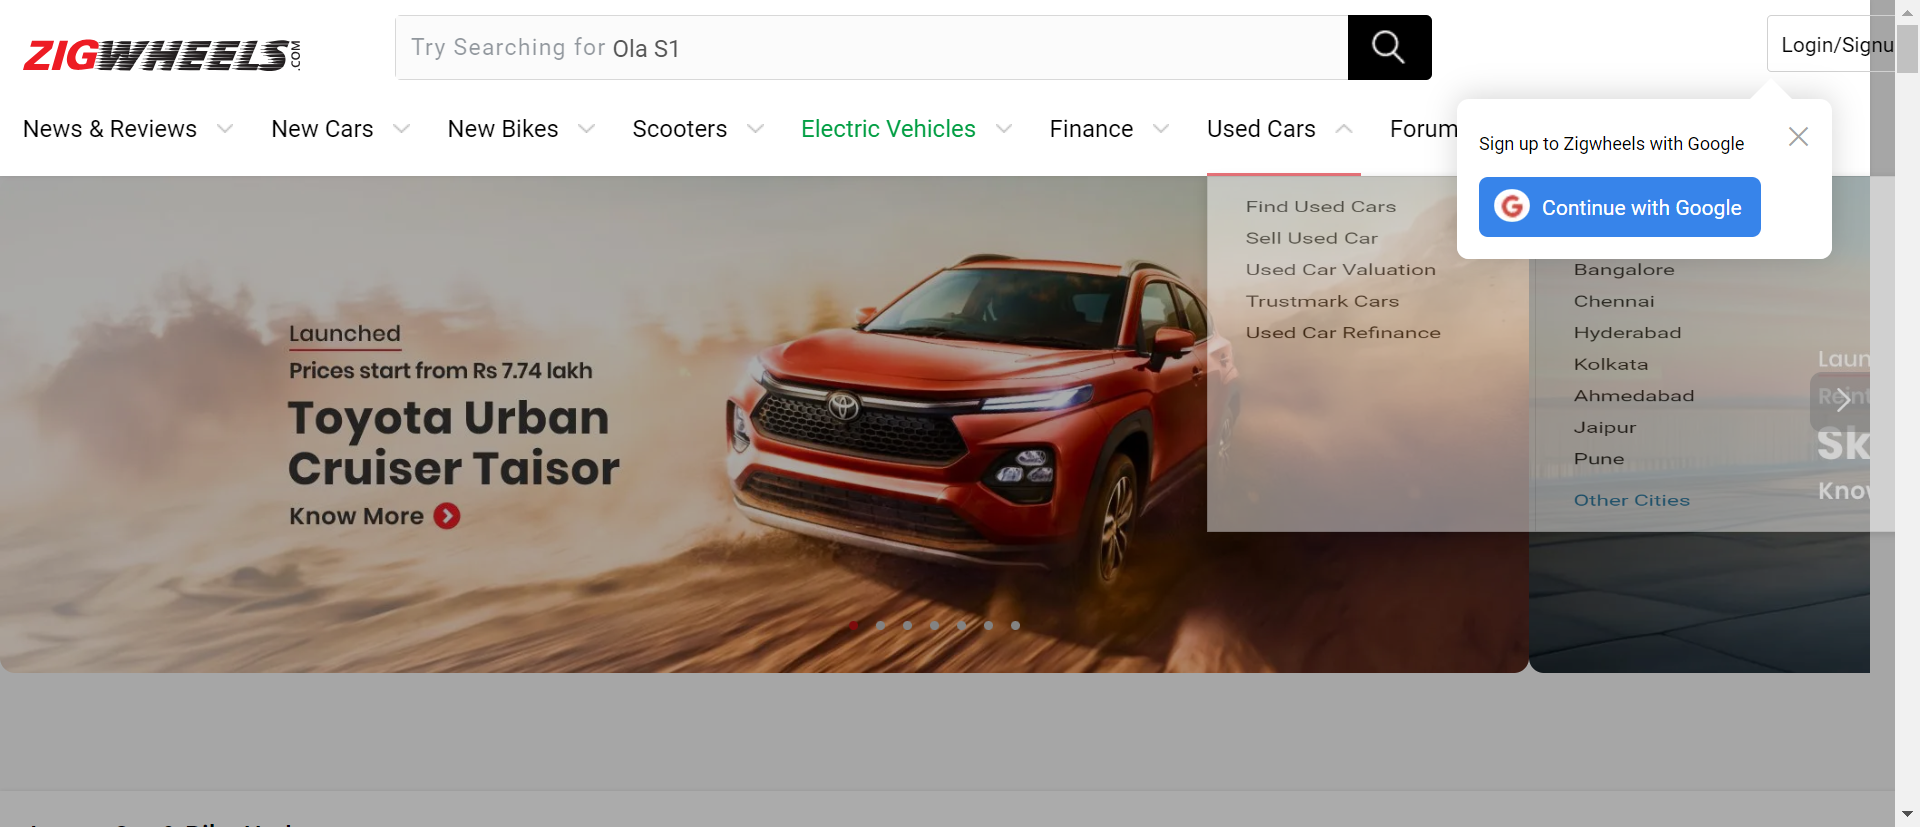 ZIGWHEELS.COM
Try Searching for Ola S1
Login/Signu
News & Reviews
New Cars
New Bikes
Scooters
Electric Vehicles
Finance
Used Cars
Forum
Sign up to Zigwheels with Google
Continue with Google
Find Used Cars
Sell Used Car
Used Car Valuation
Trustmark Cars
Used Car Refinance
Bangalore
Chennai
Hyderabad
Kolkata
Ahmedabad
Jaipur
Pune
Other Cities
Launched
Prices start from Rs 7.74 lakh
Toyota Urban
Cruiser Taisor
Know More
Laun
Reint
Sk
Know